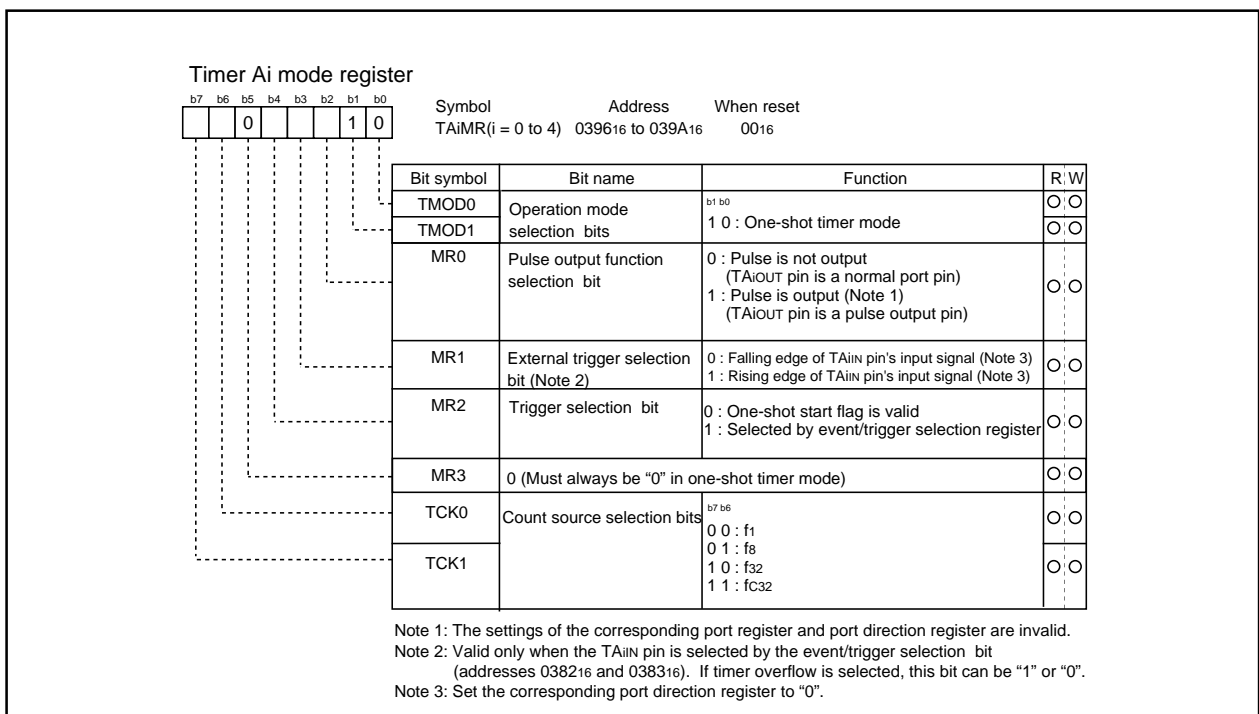 Timer Ai mode register
b7 b6 b5 b4 b3 b2 b1 b0
0 1 0
Symbol Address When reset
TAiMR(i = 0 to 4) 039616 to 039A16 0016
Bit symbol Bit name Function R W
TMOD0
TMOD1
Operation mode
selection bits
b1 b0
1 0 : One-shot timer mode
MR0
Pulse output function
selection bit
0 : Pulse is not output
(TAiOUT pin is a normal port pin)
1 : Pulse is output (Note 1)
(TAiOUT pin is a pulse output pin)
MR1
External trigger selection
bit (Note 2)
0 : Falling edge of TAiIN pin's input signal (Note 3)
1 : Rising edge of TAiIN pin's input signal (Note 3)
MR2
Trigger selection bit
0 : One-shot start flag is valid
1 : Selected by event/trigger selection register
MR3
0 (Must always be “0” in one-shot timer mode)
TCK0
TCK1
Count source selection bits
b7 b6
0 0 : f1
0 1 : f8
1 0 : f32
1 1 : fC32
Note 1: The settings of the corresponding port register and port direction register are invalid.
Note 2: Valid only when the TAiIN pin is selected by the event/trigger selection bit
(addresses 038216 and 038316). If timer overflow is selected, this bit can be “1” or “0”.
Note 3: Set the corresponding port direction register to “0”.